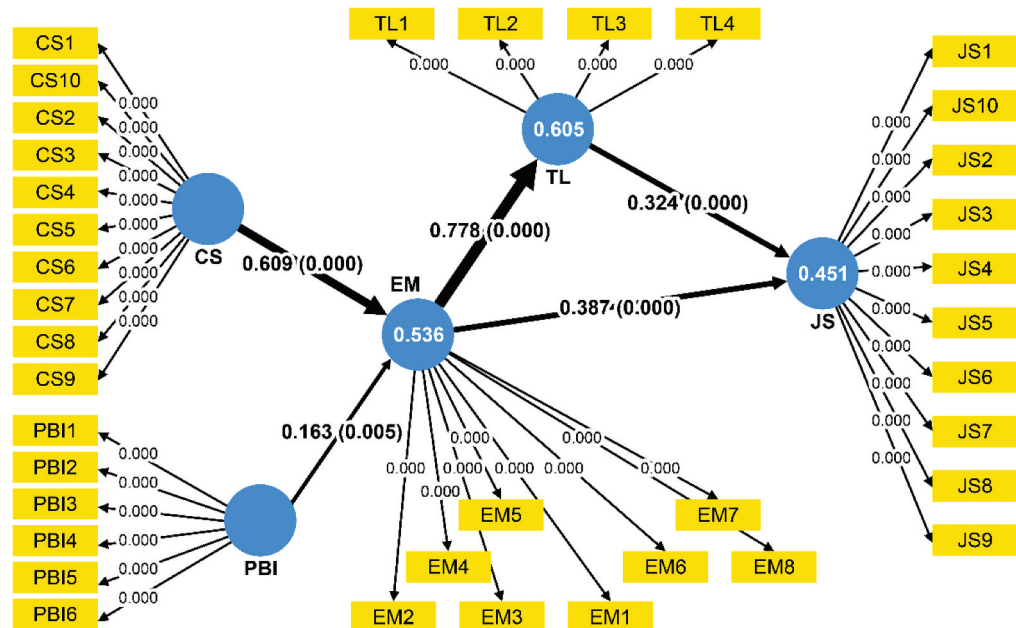 CS1
CS10
CS2
CS3
CS4
CS5
CS6
CS7
CS8
CS9
0.000
0.000
0.000
0.000
0.000
0.000
0.000
0.000
0.000
0.000
CS
0.609 (0.000)
PBI1
PBI2
PBI3
PBI4
PBI5
PBI6
0.000
0.000
0.000
0.000
0.000
0.000
PBI
0.163 (0.005)
TL1 TL2 TL3 TL4
0.000 0.000 0.000 0.000
0.605
TL
0.778 (0.000)
0.324 (0.000)
EM
0.536
0.387 (0.000)
0.000 0.000
0.000 0.000 0.000 0.000 0.000
0.000
EM5 EM7
EM4 EM6 EM8
EM2 EM3 EM1
0.451
JS
0.000
0.000
0.000
0.000
0.000
0.000
0.000
0.000
0.000
0.000
JS1
JS10
JS2
JS3
JS4
JS5
JS6
JS7
JS8
JS9